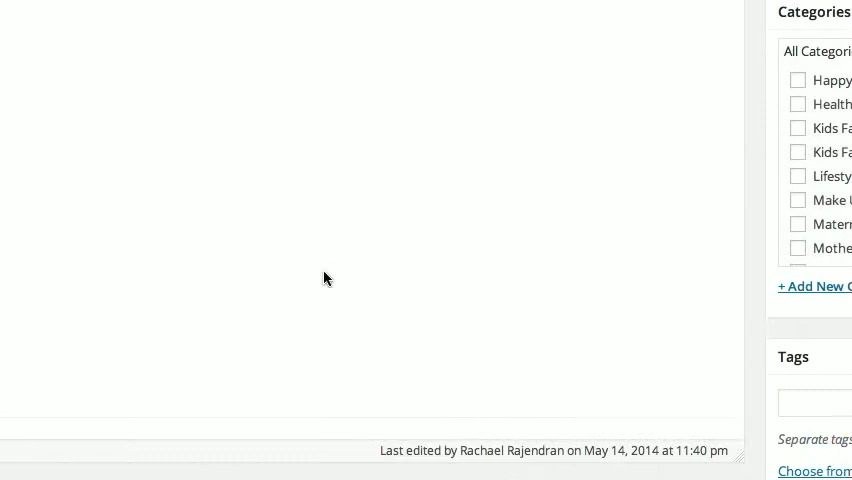 Categories
All Categori
Happy
Health
Kids Fa
Kids Fa
Lifesty
Make U
Matern
Mothe
+ Add New C
Tags
Separate tags
Choose from
Last edited by Rachael Rajendran on May 14, 2014 at 11:40 pm